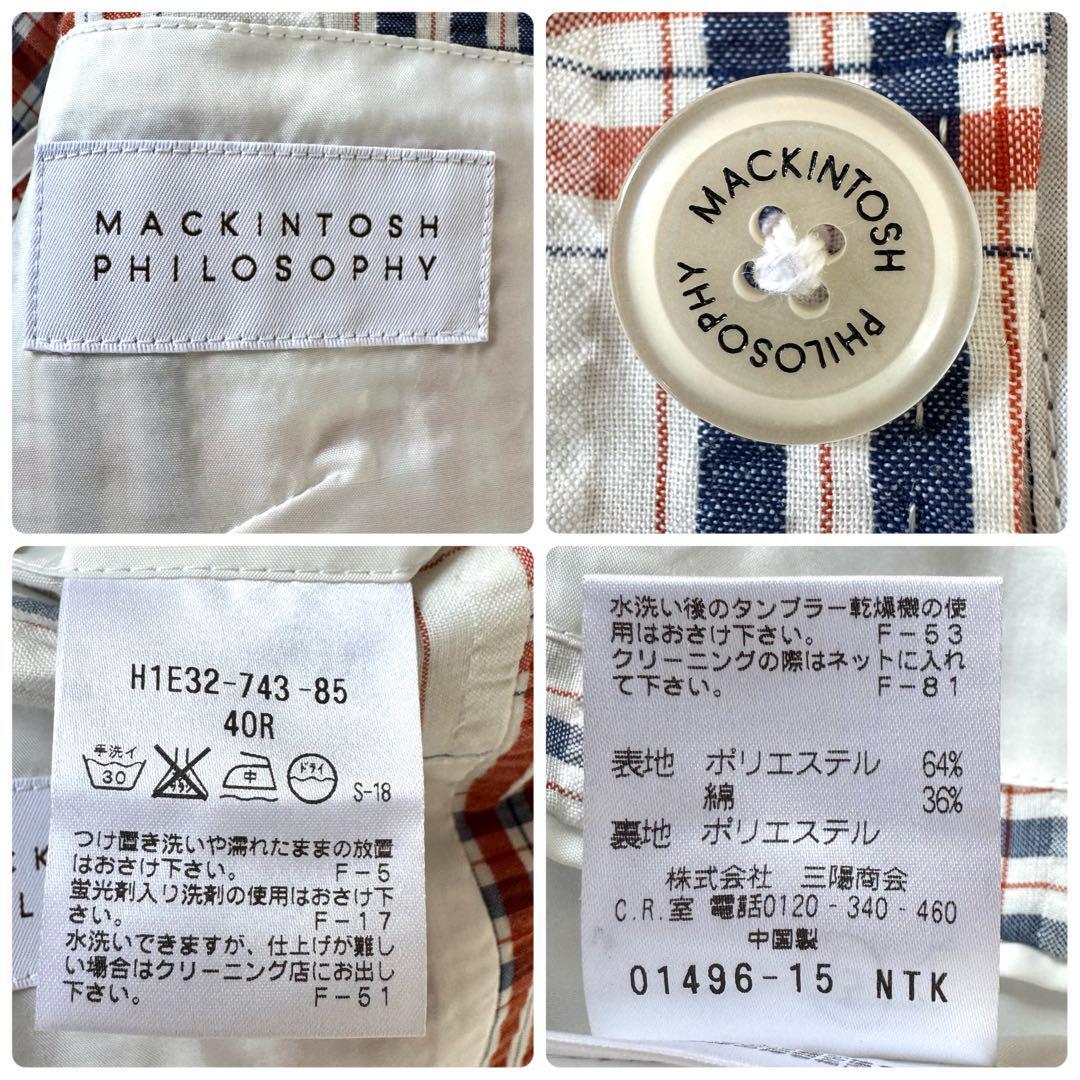 MACKINTOSH
PHILOSOPHY
MACKINTOSH
PHILOSOPHY
H1E32-743-85
40R
手洗イ
30
中
ドライ
S-18
つけ置き洗いや濡れたままの放置
はおさけ下さい。 F-5
蛍光剤入り洗剤の使用はおさけ下
さい。 F-17
水洗いできますが、仕上げが難し
い場合はクリーニング店にお出し
下さい。 F-51
K
L
水洗い後のタンブラー乾燥機の使
用はおさけ下さい。 F-53
クリーニングの際はネットに入れ
て下さい。 F-81
表地 ポリエステル 64%
綿 36%
裏地 ポリエステル
株式会社 三陽商会
C.R.室 電話0120-340-460
中国製
01496-15 NTK